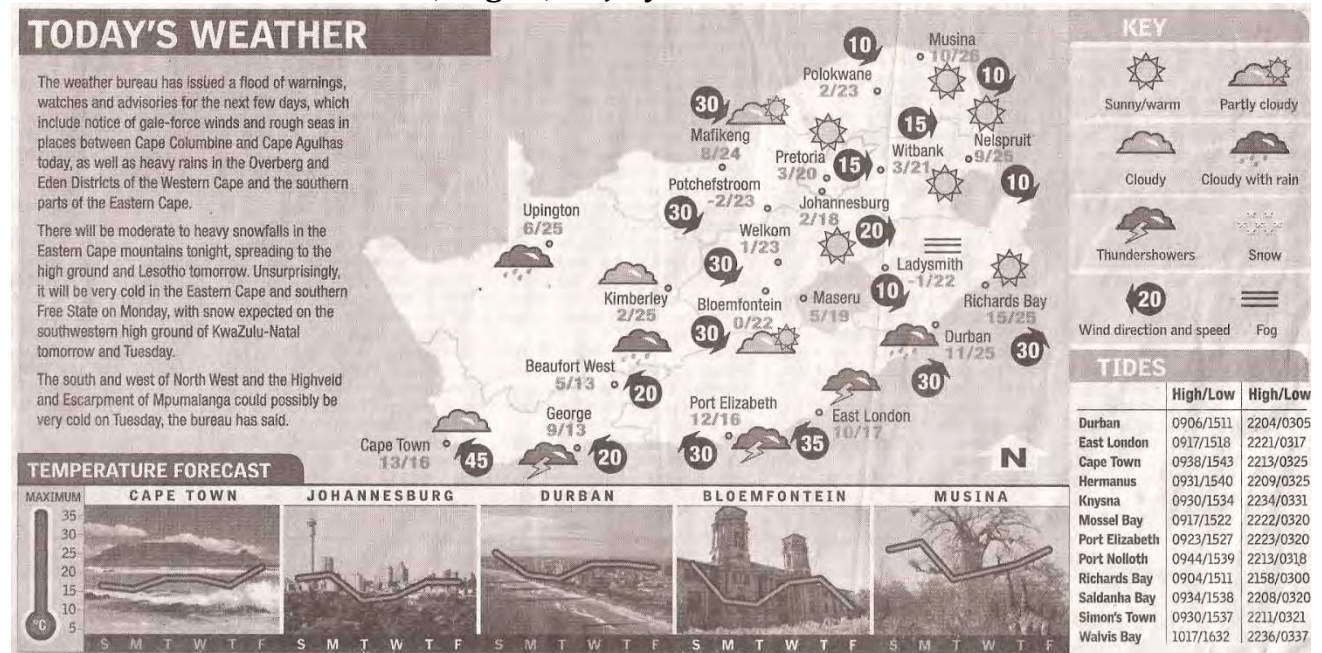 TODAY'S WEATHER
The weather bureau has issued a flood of warnings,
watches and advisories for the next few days, which
include notice of gale-force winds and rough seas in
places between Cape Columbine and Cape Agulhas
today, as well as heavy rains in the Overberg and
Eden Districts of the Western Cape and the southern
parts of the Eastern Cape.
There will be moderate to heavy snowfalls in the
Eastern Cape mountains tonight, spreading to the
high ground and Lesotho tomorrow. Unsurprisingly,
it will be very cold in the Eastern Cape and southern
Free State on Monday, with snow expected on the
southwestern high ground of KwaZulu-Natal
tomorrow and Tuesday.
The south and west of North West and the Highveld
and Escarpment of Mpumalanga could possibly be
very cold on Tuesday, the bureau has said.
10
Musina
10/26
Polokwane
2/23
10
30
Mafikeng
8/24
15
Nelspruit
9/25
Pretoria
3/20
15
Witbank
3/21
10
Potchefstroom
-2/23
30
Johannesburg
2/18
Upington
6/25
Welkom
1/23
20
30
Ladysmith
-1/22
Kimberley
2/25
Bloemfontein
0/22
Maseru
5/19
10
Richards Bay
15/25
30
Durban
11/25
30
Beaufort West
5/13
20
30
Port Elizabeth
12/16
East London
10/17
George
9/13
Cape Town
13/16
45
20
30
35
N
KEY
Sunny/warm
Partly cloudy
Cloudy
Cloudy with rain
Thundershowers
Snow
20
Wind direction and speed
Fog
TIDES
High/Low High/Low
Durban 0906/1511 2204/0305
East London 0917/1518 2221/0317
Cape Town 0938/1543 2213/0325
Hermanus 0931/1540 2209/0325
Knysna 0930/1534 2234/0331
Mossel Bay 0917/1522 2222/0320
Port Elizabeth 0923/1527 2223/0320
Port Nolloth 0944/1539 2213/0318
Richards Bay 0904/1511 2158/0300
Saldanha Bay 0934/1538 2208/0320
Simon's Town 0930/1537 2211/0321
Walvis Bay 1017/1632 2236/0337
TEMPERATURE FORECAST
MAXIMUM
35
30
25
20
15
10
5
°C
CAPE TOWN
S M T W T F
JOHANNESBURG
S M T W T F
DURBAN
S M T W T F
BLOEMFONTEIN
S M T W T F
MUSINA
S M T W T F